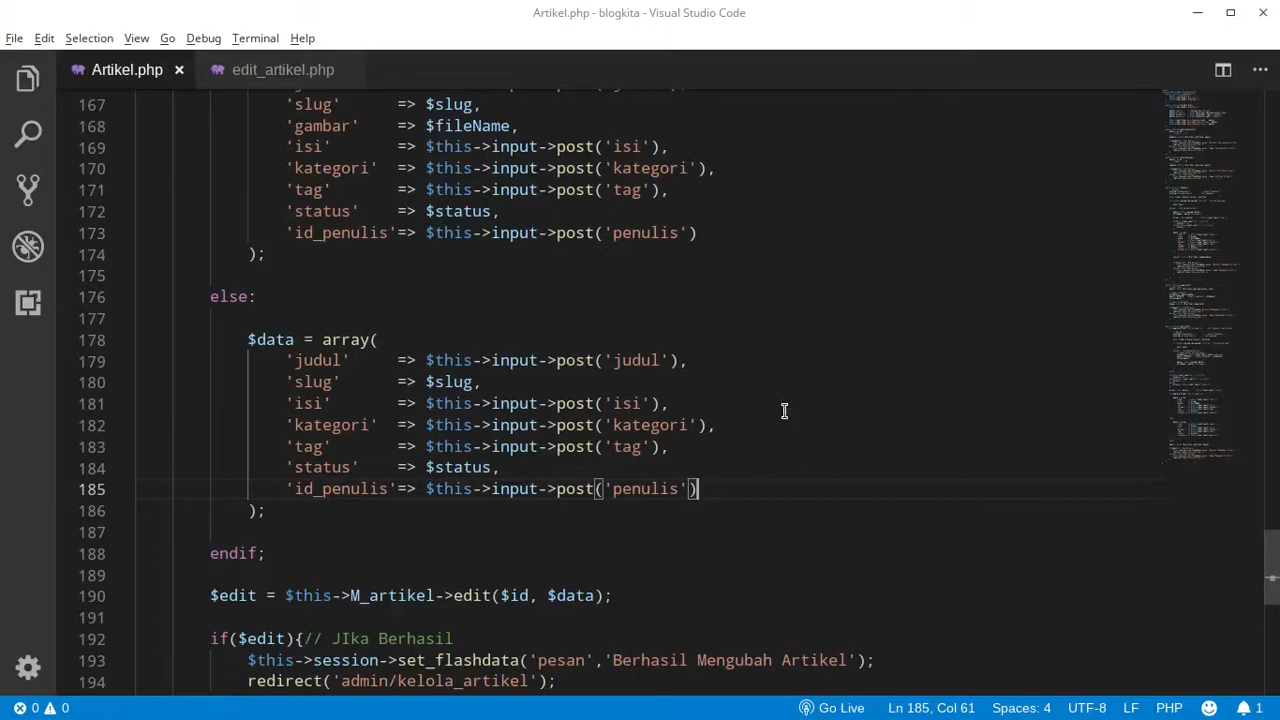 Artikel.php - blogkita - Visual Studio Code
File Edit Selection View Go Debug Terminal Help
Artikel.php edit_artikel.php
167 'slug' => $slug,
168 'gambar' => $fileName,
169 'isi' => $this->input->post('isi'),
170 'kategori' => $this->input->post('kategori'),
171 'tag' => $this->input->post('tag'),
172 'status' => $status,
173 'id_penulis'=> $this->input->post('penulis')
174 );
175
176 else:
177
178 $data = array(
179 'judul' => $this->input->post('judul'),
180 'slug' => $slug,
181 'isi' => $this->input->post('isi'),
182 'kategori' => $this->input->post('kategori'),
183 'tag' => $this->input->post('tag'),
184 'status' => $status,
185 'id_penulis'=> $this->input->post('penulis')
186 );
187
188 endif;
189
190 $edit = $this->M_artikel->edit($id, $data);
191
192 if($edit){// JIka Berhasil
193 $this->session->set_flashdata('pesan','Berhasil Mengubah Artikel');
194 redirect('admin/kelola_artikel');
0 0 Go Live Ln 185, Col 61 Spaces: 4 UTF-8 LF PHP 1